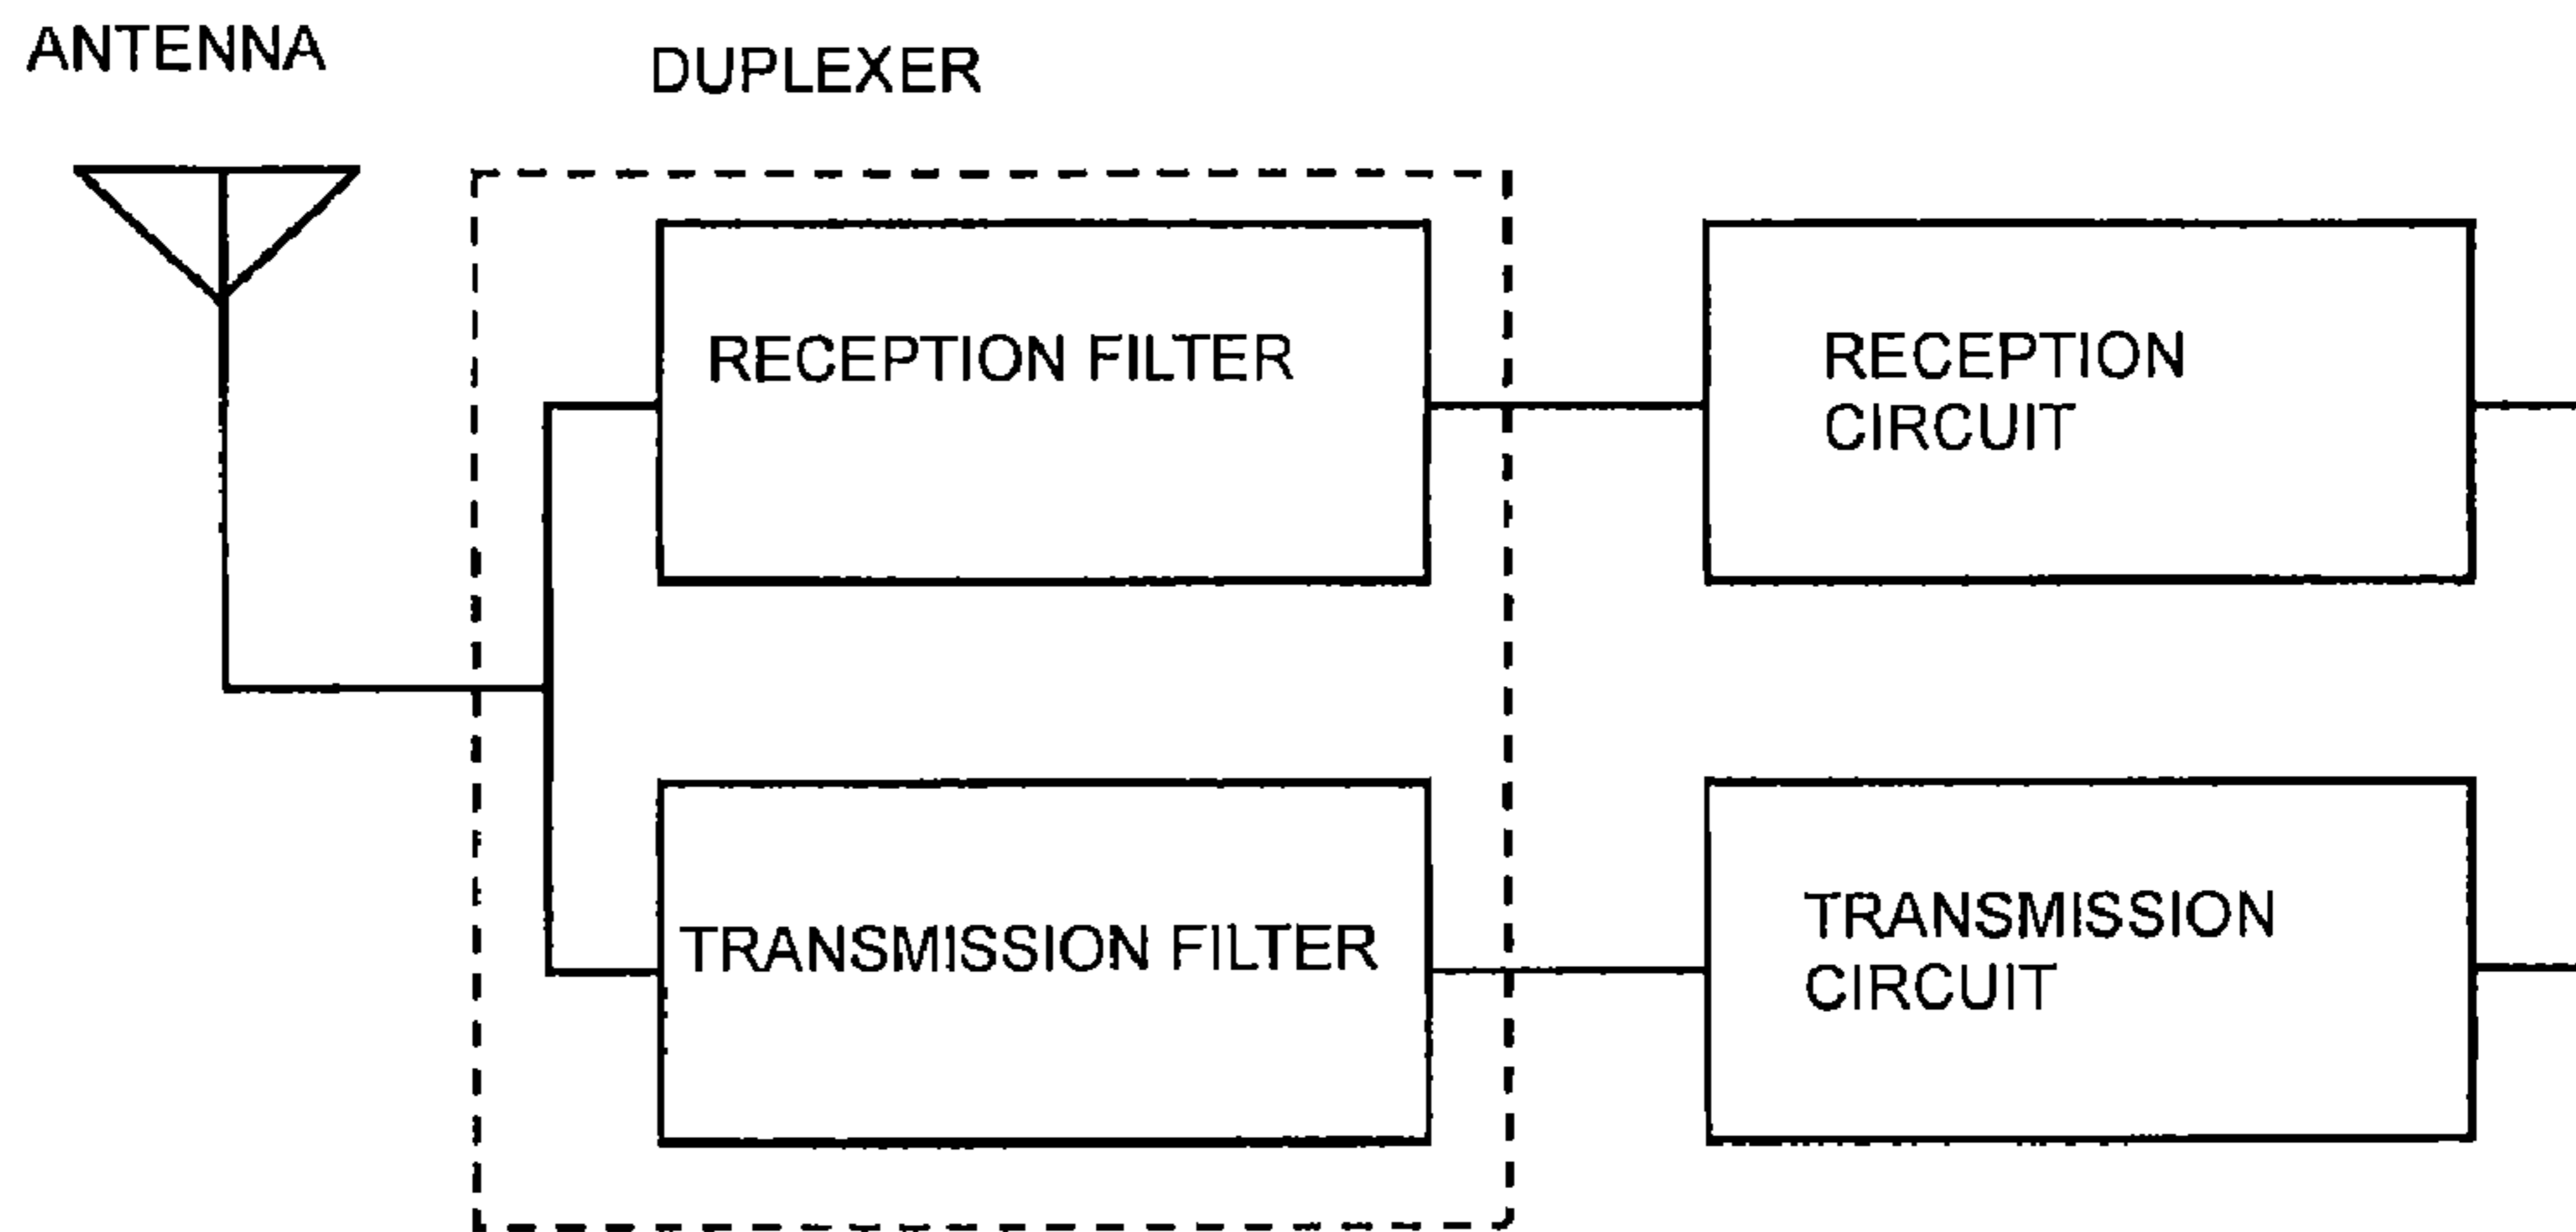 ANTENNA
DUPLEXER
RECEPTION FILTER
RECEPTION
CIRCUIT
TRANSMISSION FILTER
TRANSMISSION
CIRCUIT